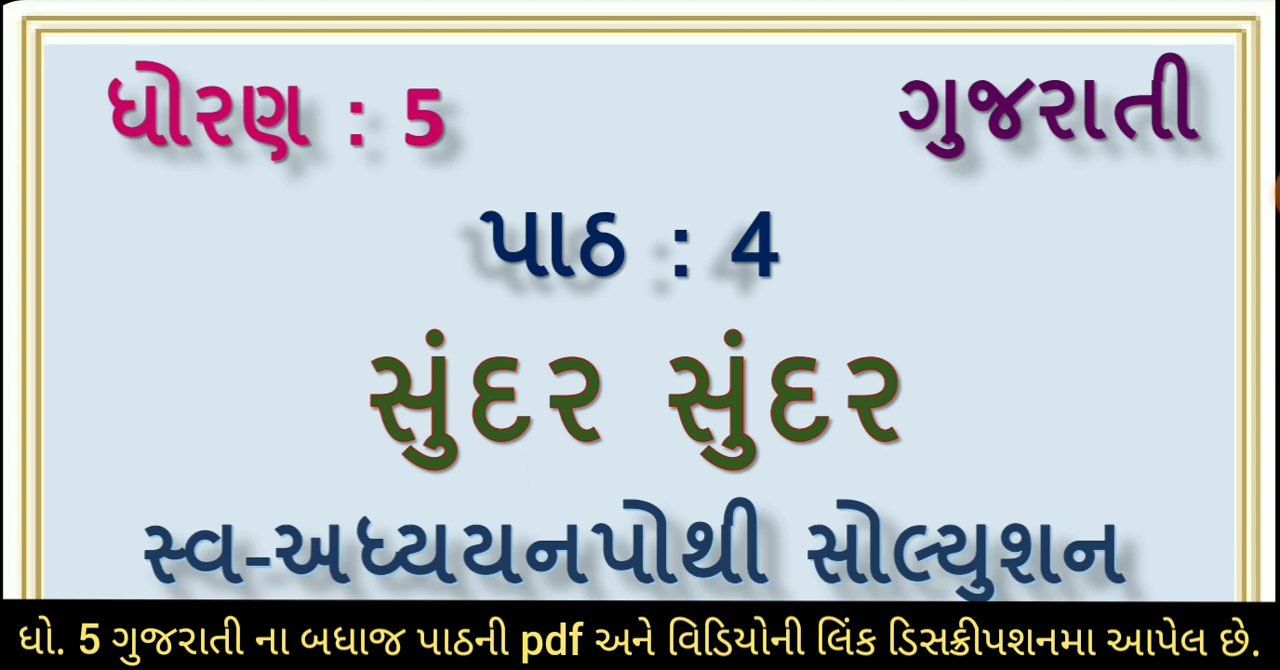 ધોરણ : 5 ગુજરાતી
પાઠ : 4
સુંદર સુંદર
સ્વ-અધ્યયનપોથી સોલ્યુશન
ધો. 5 ગુજરાતી ના બધાજ પાઠની pdf અને વિડિયોની લિંક ડિસક્રીપશનમા આપેલ છે.